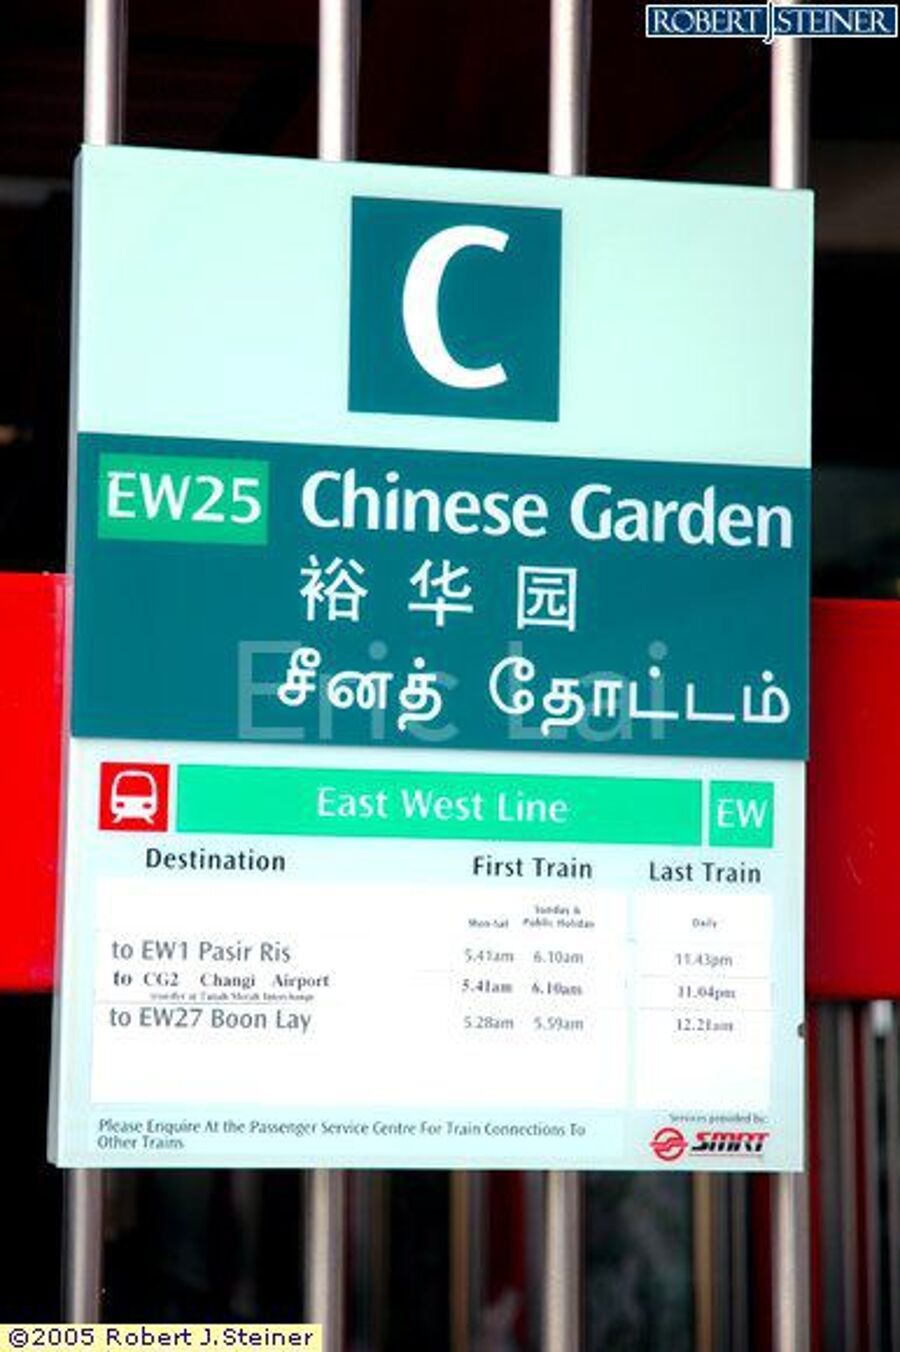 ROBERT J STEINER
C
EW25 Chinese Garden
裕 华 园
சீனத் தோட்டம்
Eric Lai
East West Line EW
Destination First Train Last Train
Mon-Sat Sunday & Public Holiday Daily
to EW1 Pasir Ris 5.41am 6.10am 11.43pm
to CG2 Changi Airport 5.41am 6.10am 11.04pm
transfer at Tanah Merah Interchange
to EW27 Boon Lay 5.28am 5.59am 12.21am
Please Enquire At the Passenger Service Centre For Train Connections To
Other Trains
Services provided by:
SMRT
©2005 Robert J.Steiner